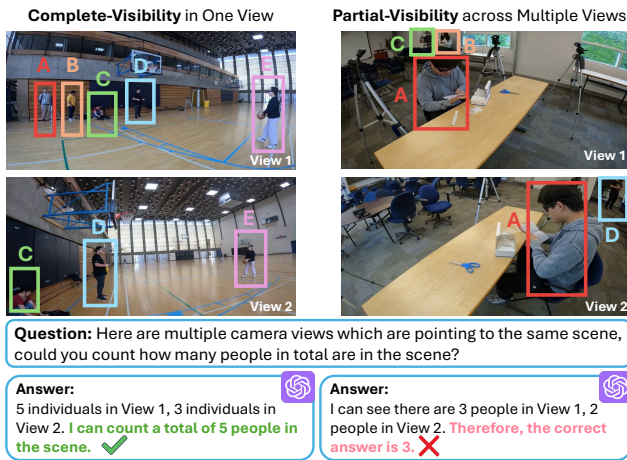 Complete-Visibility in One View
Partial-Visibility across Multiple Views
A
B
C
D
E
View 1
C
B
A
View 1
C
D
E
View 2
A
D
View 2
Question: Here are multiple camera views which are pointing to the same scene,
could you count how many people in total are in the scene?
Answer:
5 individuals in View 1, 3 individuals in
View 2. I can count a total of 5 people in
the scene.
Answer:
I can see there are 3 people in View 1, 2
people in View 2. Therefore, the correct
answer is 3.